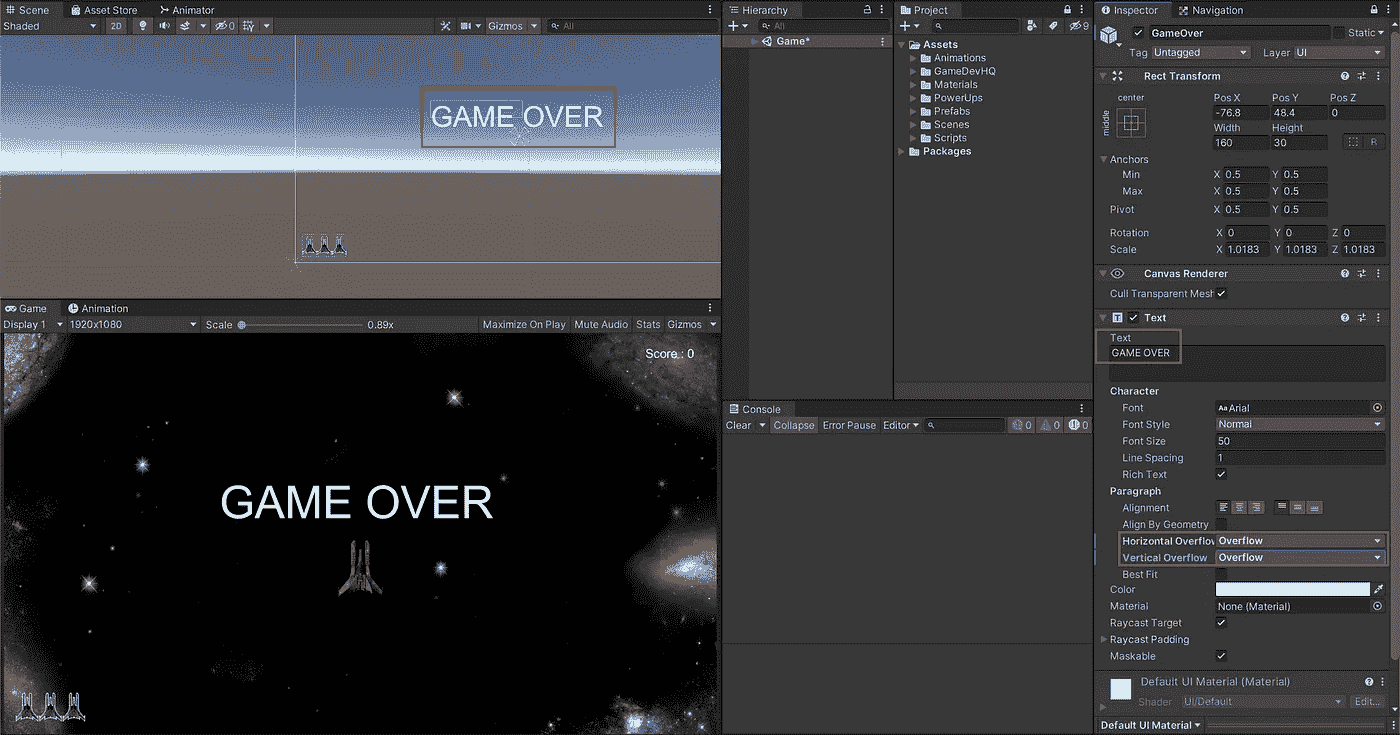 Scene Asset Store Animator
Shaded 2D 0 Gizmos All
GAME OVER
Game Animation
Display 1 1920x1080 Scale 0.89x Maximize On Play Mute Audio Stats Gizmos
Score : 0
GAME OVER
Hierarchy
All
Game*
Project
9
Assets
Animations
GameDevHQ
Materials
PowerUps
Prefabs
Scenes
Scripts
Packages
Console
Clear Collapse Error Pause Editor 0 0 0
Inspector Navigation
GameOver Static
Tag Untagged Layer UI
Rect Transform
center Pos X Pos Y Pos Z
middle -76.8 48.4 0
Width Height
160 30 R
Anchors
Min X 0.5 Y 0.5
Max X 0.5 Y 0.5
Pivot X 0.5 Y 0.5
Rotation X 0 Y 0 Z 0
Scale X 1.0183 Y 1.0183 Z 1.0183
Canvas Renderer
Cull Transparent Mesh
T Text
Text
GAME OVER
Character
Font Aa Arial
Font Style Normal
Font Size 50
Line Spacing 1
Rich Text
Paragraph
Alignment
Align By Geometry
Horizontal Overflow Overflow
Vertical Overflow Overflow
Best Fit
Color
Material None (Material)
Raycast Target
Raycast Padding
Maskable
Default UI Material (Material)
Shader UI/Default Edit...
Default UI Material